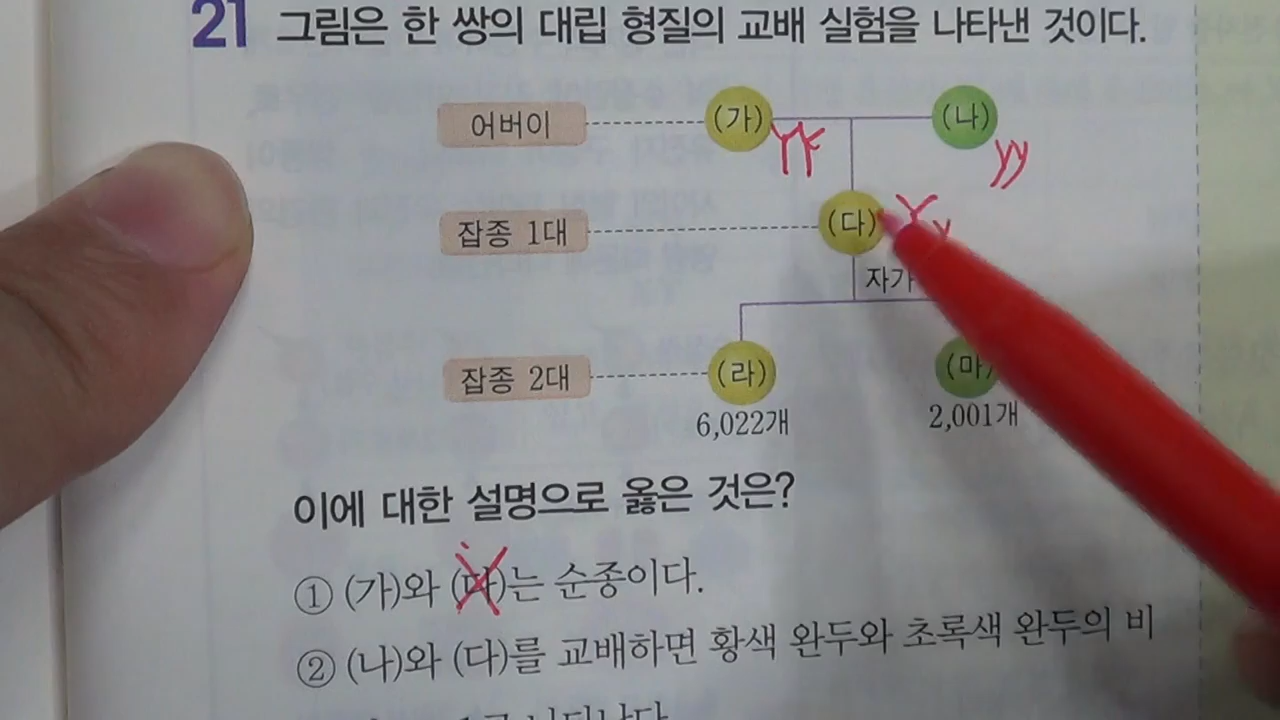 21 그림은 한 쌍의 대립 형질의 교배 실험을 나타낸 것이다.
어버이 (가) YY (나) yy
잡종 1대 (다) Yy
자가
잡종 2대 (라) (마)
6,022개 2,001개
이에 대한 설명으로 옳은 것은?
① (가)와 (다)는 순종이다.
② (나)와 (다)를 교배하면 황색 완두와 초록색 완두의 비